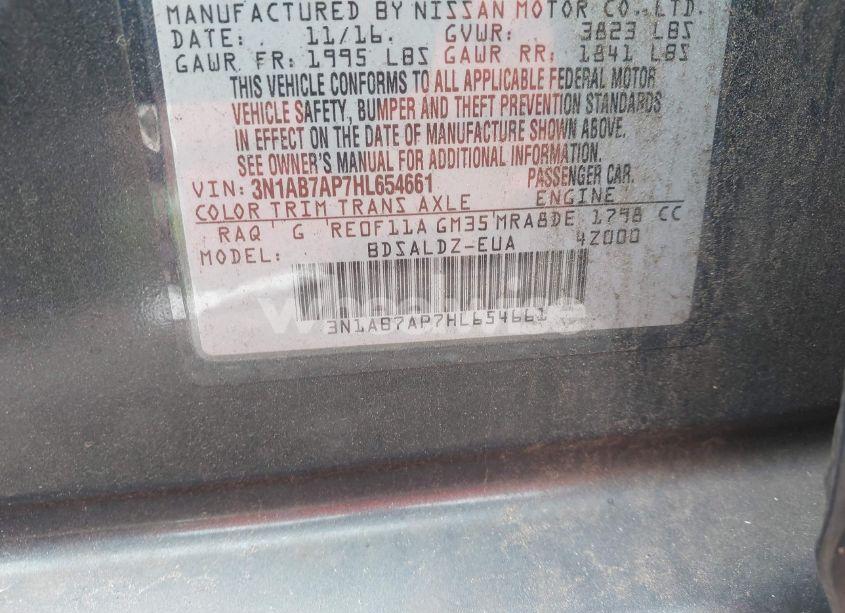 MANUFACTURED BY NISSAN MOTOR CO.,LTD.
DATE: 11/16. GVWR: 3823 LBS
GAWR FR: 1995 LBS GAWR RR: 1841 LBS
THIS VEHICLE CONFORMS TO ALL APPLICABLE FEDERAL MOTOR
VEHICLE SAFETY, BUMPER AND THEFT PREVENTION STANDARDS
IN EFFECT ON THE DATE OF MANUFACTURE SHOWN ABOVE.
SEE OWNER'S MANUAL FOR ADDITIONAL INFORMATION.
VIN: 3N1AB7AP7HL654661 PASSENGER CAR.
COLOR TRIM TRANS AXLE ENGINE
RAQ G RE0F11A GM35 MRA8DE 1798 CC
MODEL: BDSALDZ-EUA 4Z000
3N1AB7AP7HL654661